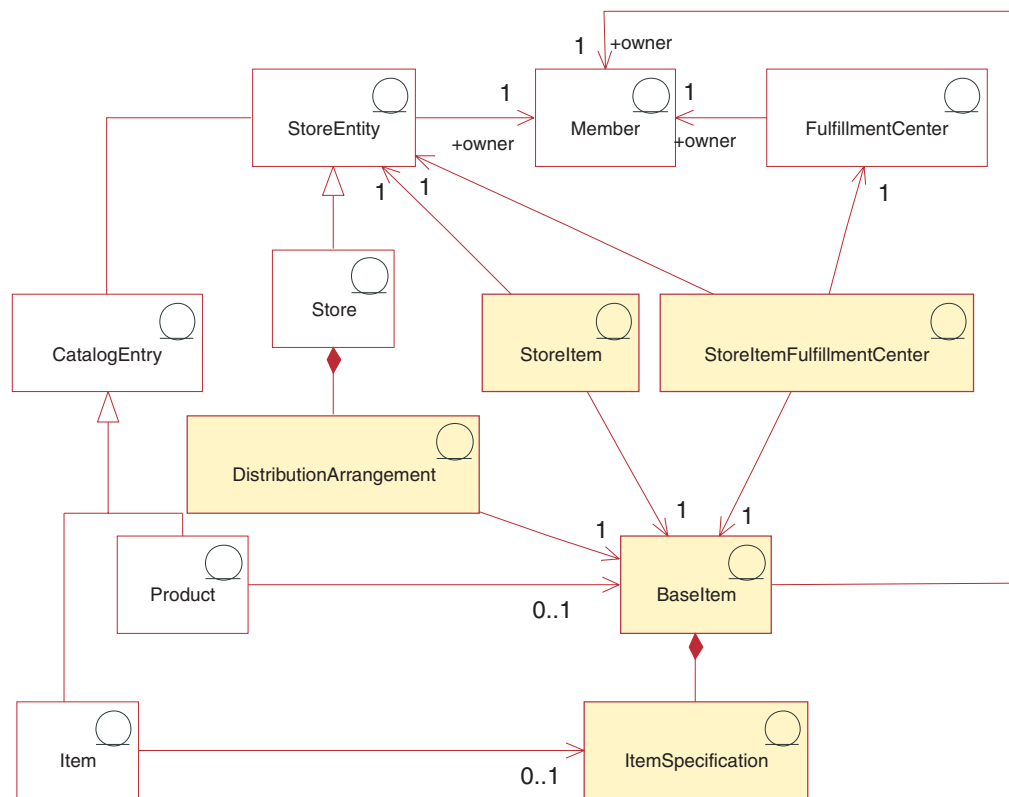 1
+owner
StoreEntity
1
+owner
Member
1
+owner
FulfillmentCenter
1
1
1
Store
CatalogEntry
StoreItem
StoreItemFulfillmentCenter
DistributionArrangement
1
1
1
Product
0..1
BaseItem
Item
0..1
ItemSpecification